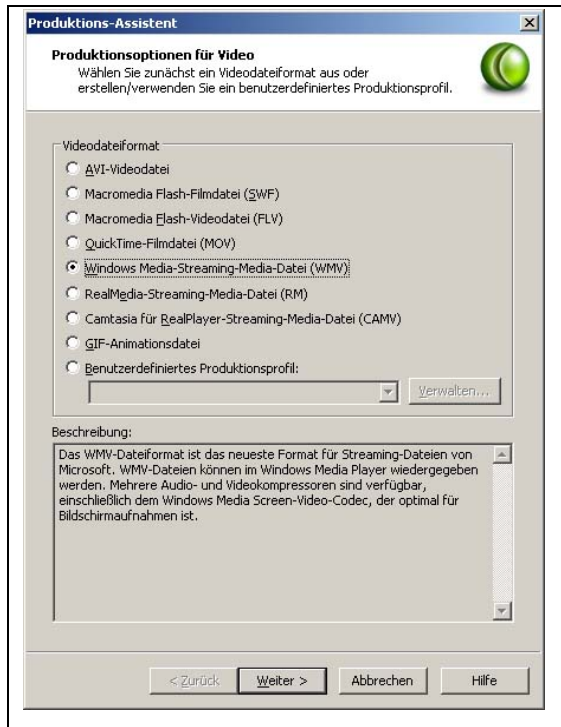 Produktions-Assistent
Produktionsoptionen für Video
Wählen Sie zunächst ein Videodateiformat aus oder
erstellen/verwenden Sie ein benutzerdefiniertes Produktionsprofil.
Videodateiformat
AVI-Videodatei
Macromedia Flash-Filmdatei (SWF)
Macromedia Flash-Videodatei (FLV)
QuickTime-Filmdatei (MOV)
Windows Media-Streaming-Media-Datei (WMV)
RealMedia-Streaming-Media-Datei (RM)
Camtasia für RealPlayer-Streaming-Media-Datei (CAMV)
GIF-Animationsdatei
Benutzerdefiniertes Produktionsprofil:
Verwalten...
Beschreibung:
Das WMV-Dateiformat ist das neueste Format für Streaming-Dateien von
Microsoft. WMV-Dateien können im Windows Media Player wiedergegeben
werden. Mehrere Audio- und Videokompressoren sind verfügbar,
einschließlich dem Windows Media Screen-Video-Codec, der optimal für
Bildschirmaufnahmen ist.
< Zurück Weiter > Abbrechen Hilfe